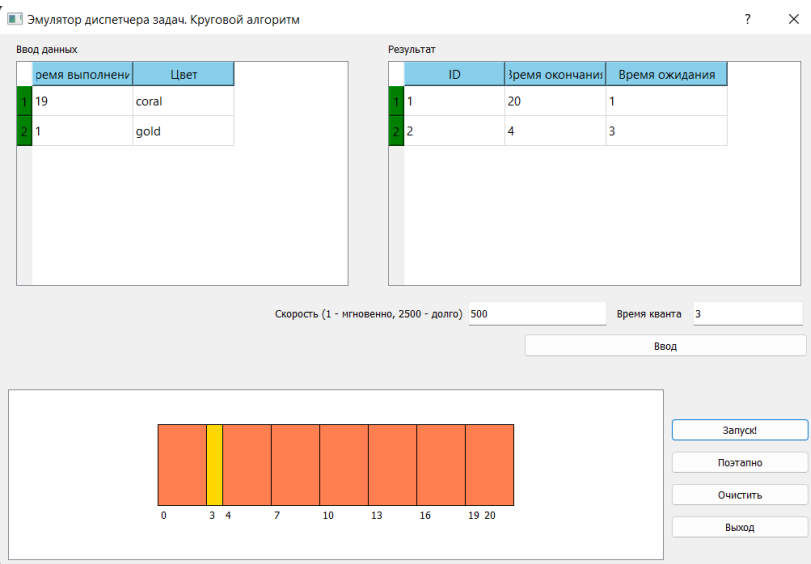 Эмулятор диспетчера задач. Круговой алгоритм ? ×
Ввод данных
ремя выполнени Цвет
1 19 coral
2 1 gold
Результат
ID Время окончания Время ожидания
1 1 20 1
2 2 4 3
Скорость (1 - мгновенно, 2500 - долго) 500 Время кванта 3
Ввод
0 3 4 7 10 13 16 19 20
Запуск!
Поэтапно
Очистить
Выход